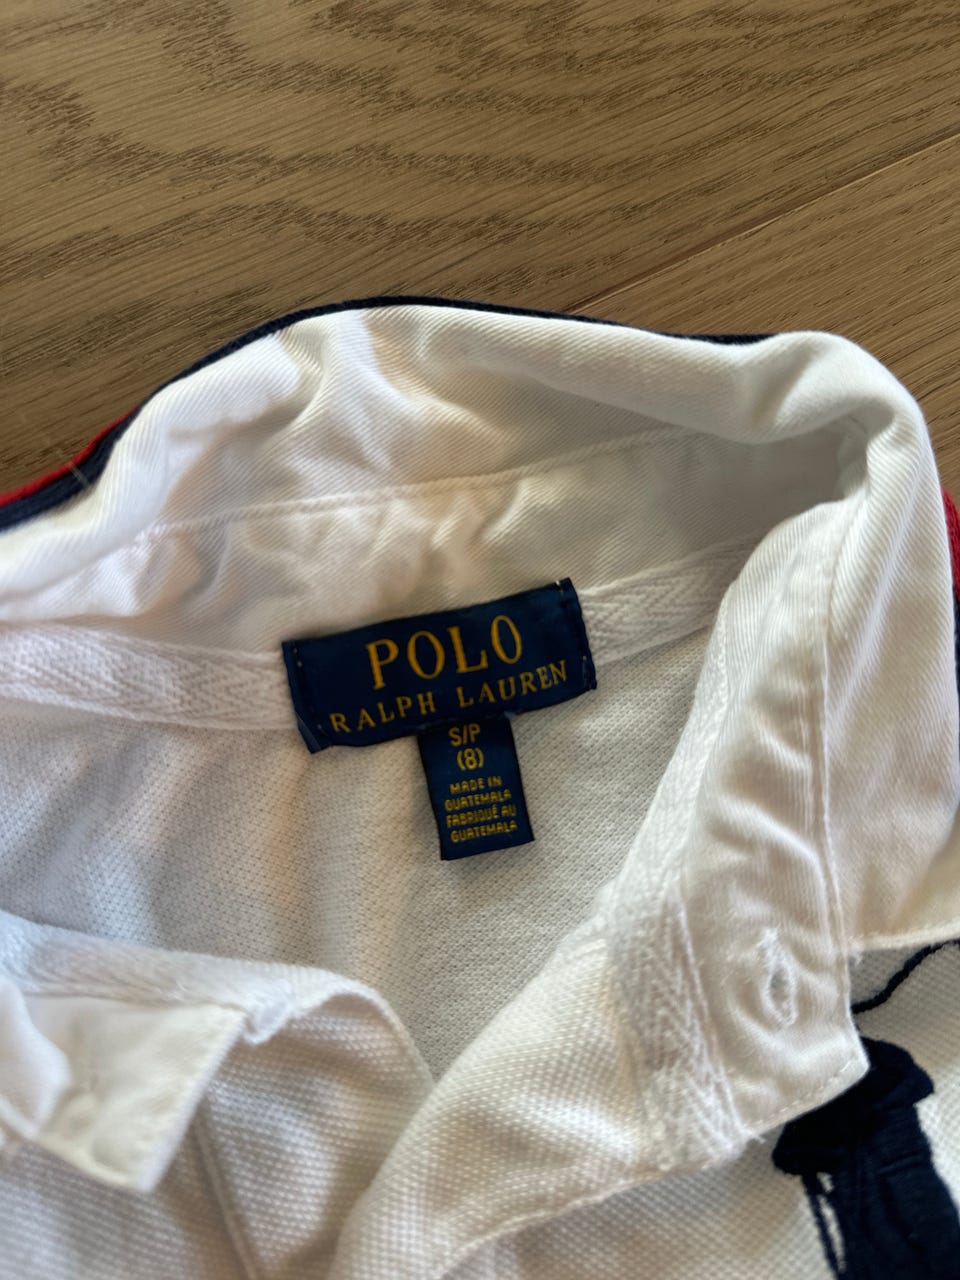 POLO
RALPH LAUREN
S/P
(8)
MADE IN
GUATEMALA
FABRIQUÉ AU
GUATEMALA